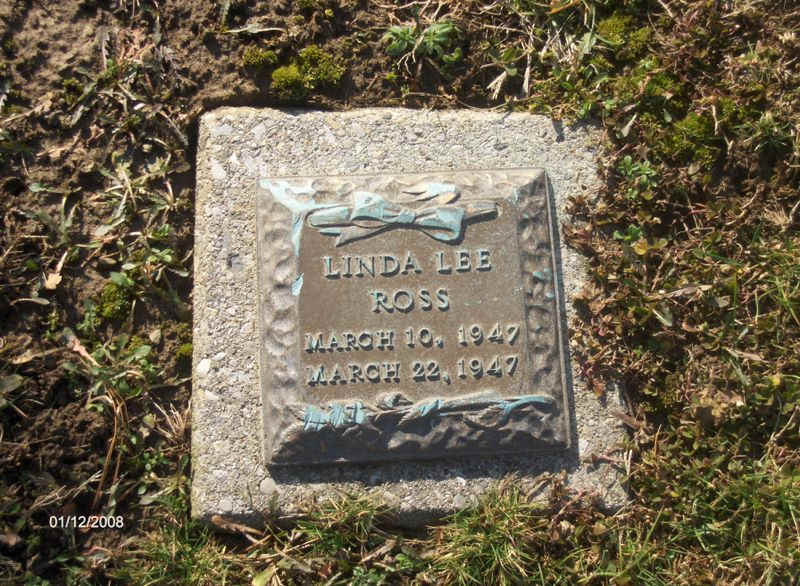 LINDA LEE
ROSS
MARCH 10, 1947
MARCH 22, 1947
01/12/2008